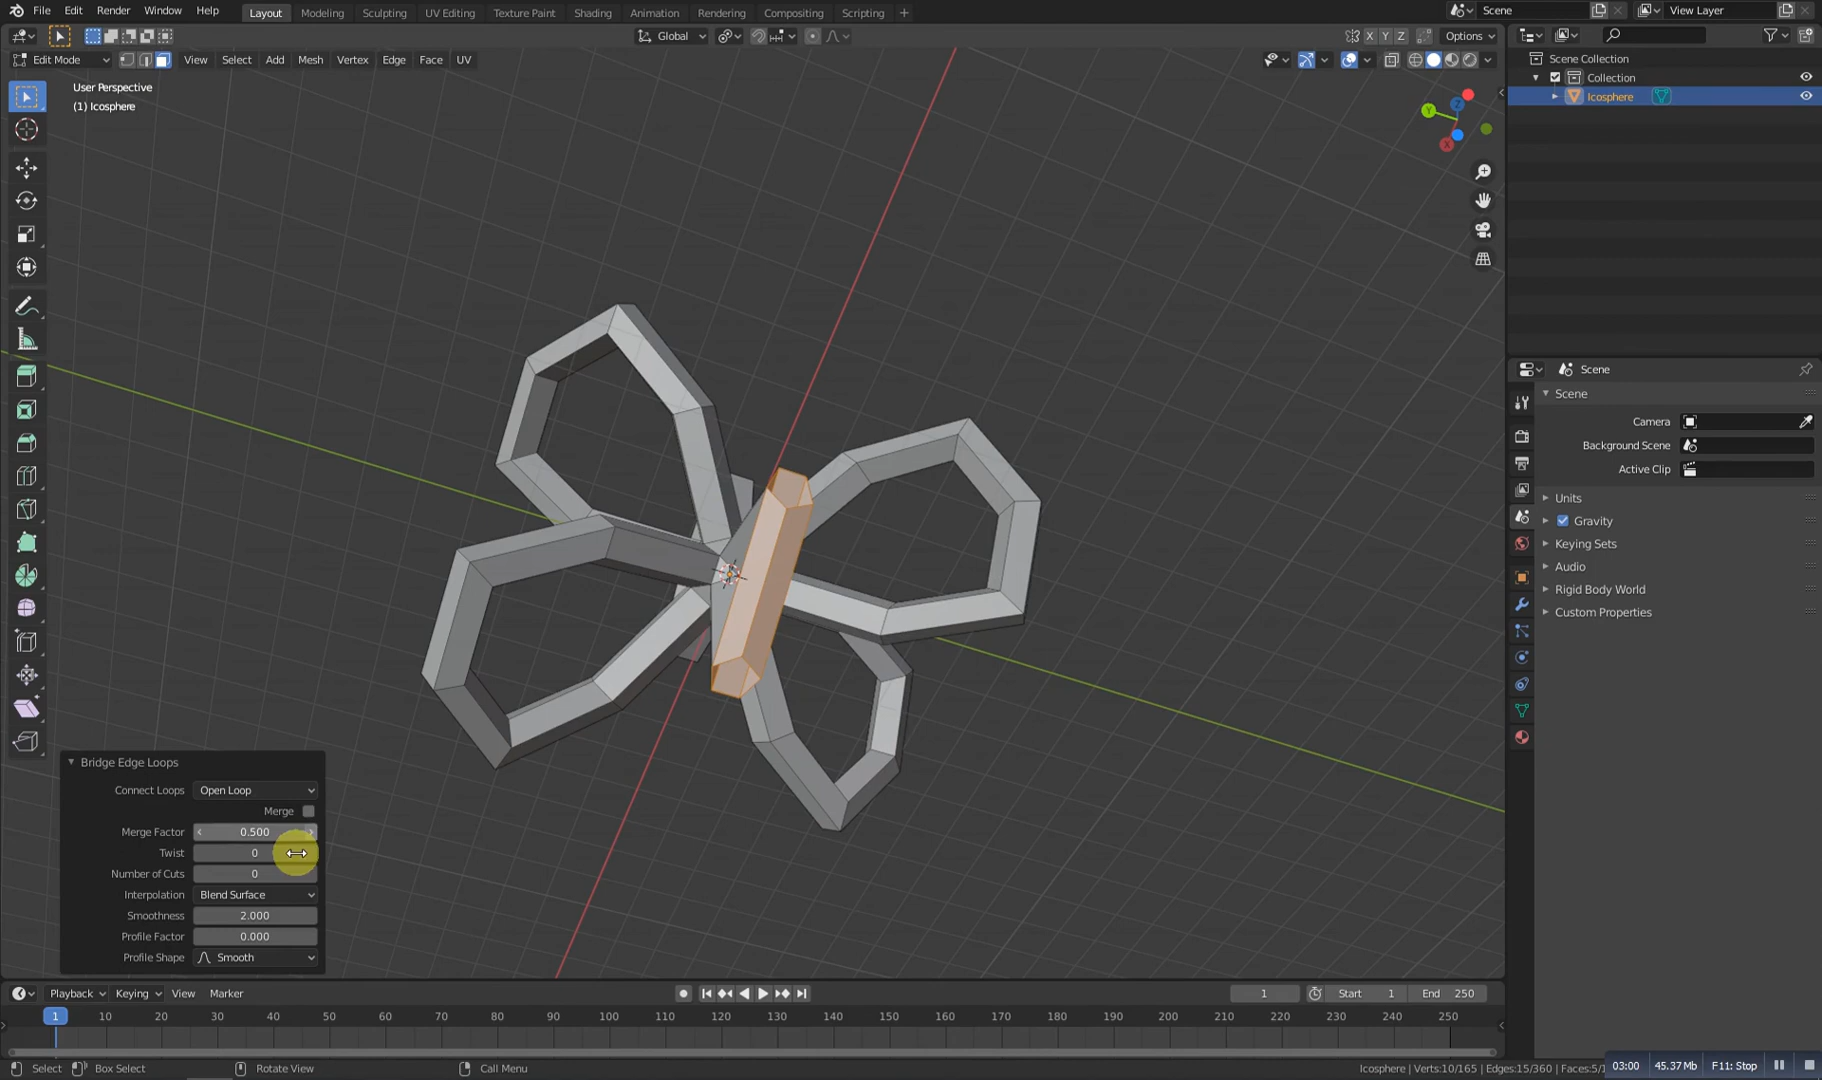 File Edit Render Window Help
Layout Modeling Sculpting UV Editing Texture Paint Shading Animation Rendering Compositing Scripting +
Scene
View Layer
Global
X Y Z Options
Edit Mode View Select Add Mesh Vertex Edge Face UV
User Perspective
(1) Icosphere
Z
Y
X
Scene Collection
Collection
Icosphere
Scene
Scene
Camera
Background Scene
Active Clip
Units
Gravity
Keying Sets
Audio
Rigid Body World
Custom Properties
Bridge Edge Loops
Connect Loops Open Loop
Merge
Merge Factor 0.500
Twist 0
Number of Cuts 0
Interpolation Blend Surface
Smoothness 2.000
Profile Factor 0.000
Profile Shape Smooth
Playback Keying View Marker
1 Start 1 End 250
1 10 20 30 40 50 60 70 80 90 100 110 120 130 140 150 160 170 180 190 200 210 220 230 240 250
Select Box Select Rotate View Call Menu
Icosphere | Verts:10/165 | Edges:15/360 | Faces:5/1
03:00 45.37 Mb F11: Stop